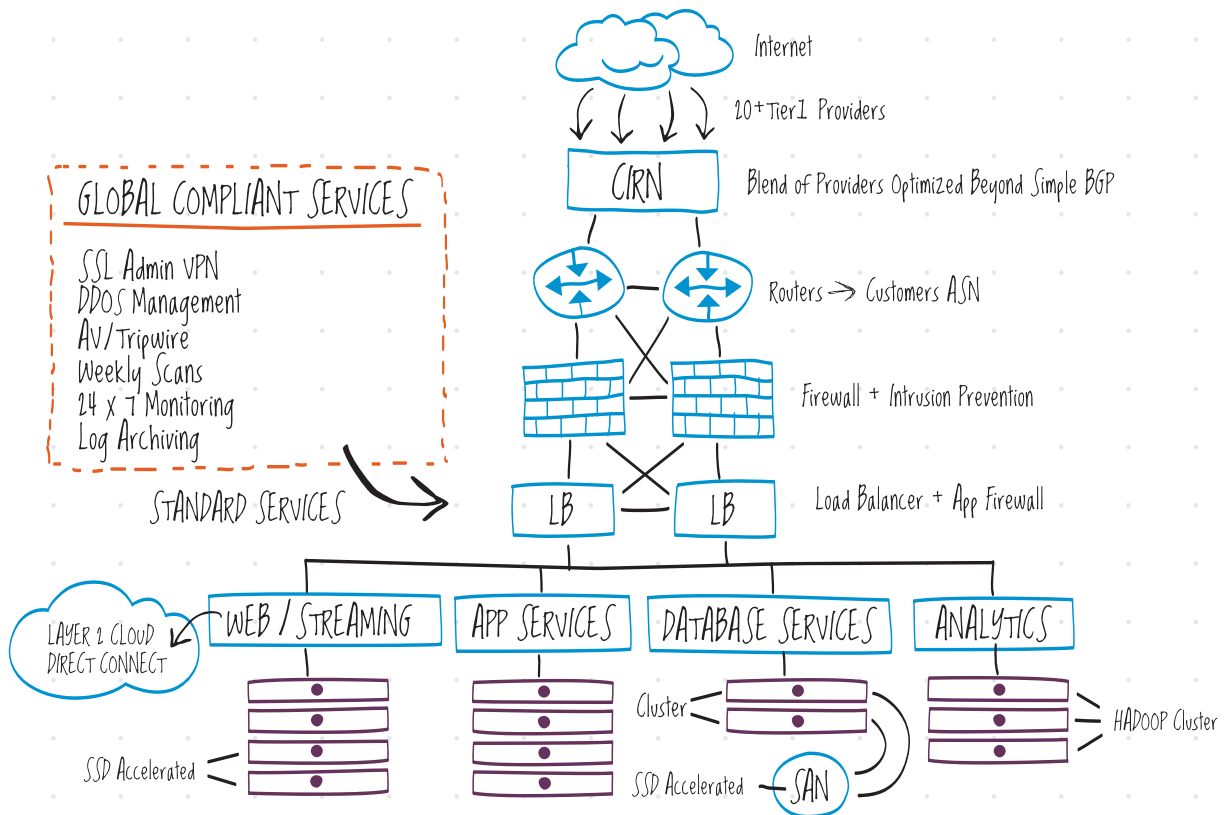 Internet
20+Tier1 Providers
CIRN
Blend of Providers Optimized Beyond Simple BGP
GLOBAL COMPLIANT SERVICES
SSL Admin VPN
DDOS Management
AV/Tripwire
Weekly Scans
24 x 7 Monitoring
Log Archiving
Routers → Customers ASN
Firewall + Intrusion Prevention
STANDARD SERVICES
LB
LB
Load Balancer + App Firewall
LAYER 2 CLOUD
DIRECT CONNECT
WEB / STREAMING
APP SERVICES
DATABASE SERVICES
ANALYTICS
SSD Accelerated
Cluster
SSD Accelerated
SAN
HADOOP Cluster